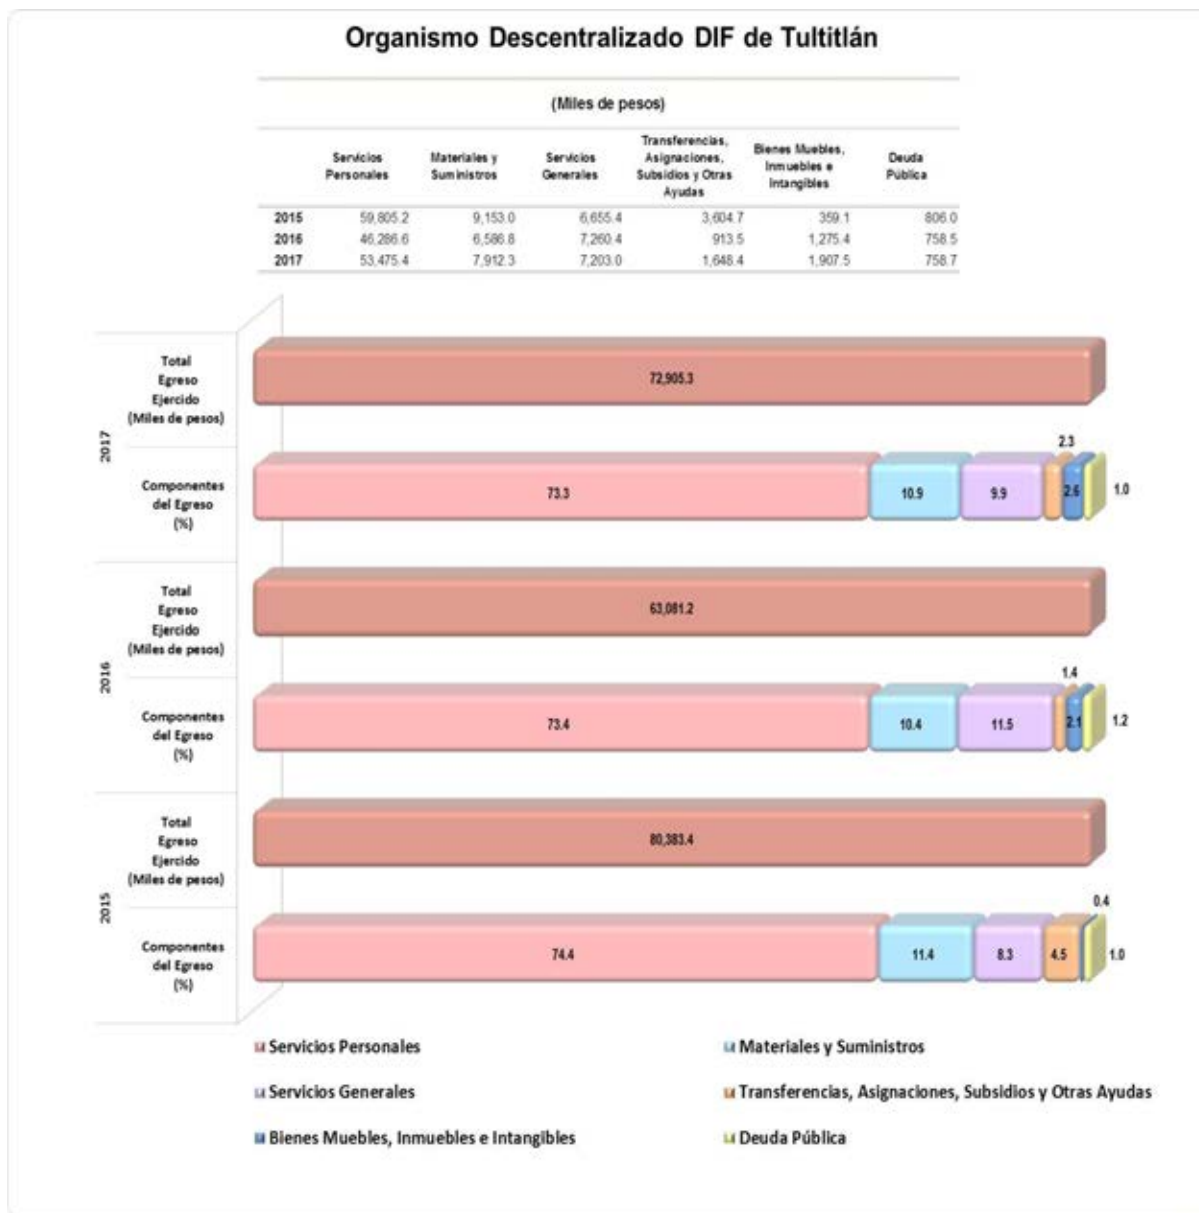 Organismo Descentralizado DIF de Tultitlán
(Miles de pesos)
Servicios Personales Materiales y Suministros Servicios Generales Transferencias, Asignaciones, Subsidios y Otras Ayudas Bienes Muebles, Inmuebles e Intangibles Deuda Pública
2015 59,805.2 9,153.0 6,655.4 3,604.7 359.1 806.0
2016 46,286.6 6,586.8 7,260.4 913.5 1,275.4 758.5
2017 53,475.4 7,912.3 7,203.0 1,648.4 1,907.5 758.7
2017
Total
Egreso
Ejercido
(Miles de pesos)
72,905.3
Componentes
del Egreso
(%)
73.3 10.9 9.9 2.3 2.6 1.0
2016
Total
Egreso
Ejercido
(Miles de pesos)
63,081.2
Componentes
del Egreso
(%)
73.4 10.4 11.5 1.4 2.1 1.2
2015
Total
Egreso
Ejercido
(Miles de pesos)
80,383.4
Componentes
del Egreso
(%)
74.4 11.4 8.3 4.5 0.4 1.0
Servicios Personales
Materiales y Suministros
Servicios Generales
Transferencias, Asignaciones, Subsidios y Otras Ayudas
Bienes Muebles, Inmuebles e Intangibles
Deuda Pública